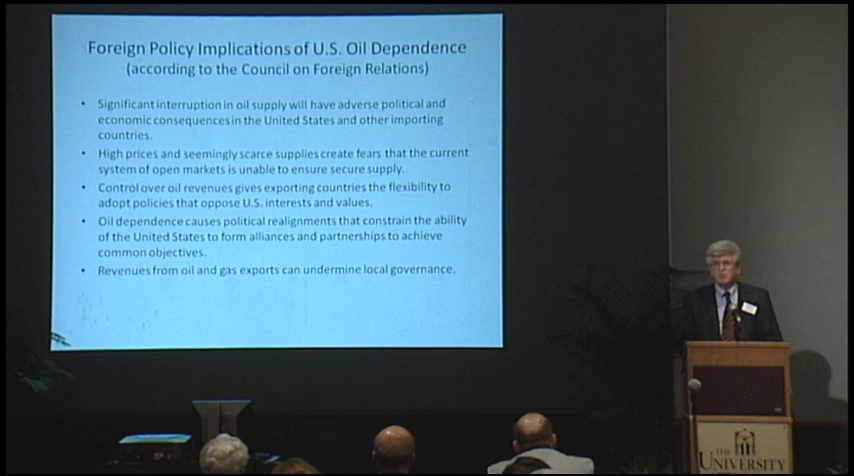 Foreign Policy Implications of U.S. Oil Dependence
(according to the Council on Foreign Relations)
• Significant interruption in oil supply will have adverse political and
economic consequences in the United States and other importing
countries.
• High prices and seemingly scarce supplies create fears that the current
system of open markets is unable to ensure secure supply.
• Control over oil revenues gives exporting countries the flexibility to
adopt policies that oppose U.S. interests and values.
• Oil dependence causes political realignments that constrain the ability
of the United States to form alliances and partnerships to achieve
common objectives.
• Revenues from oil and gas exports can undermine local governance.
THE
UNIVERSITY